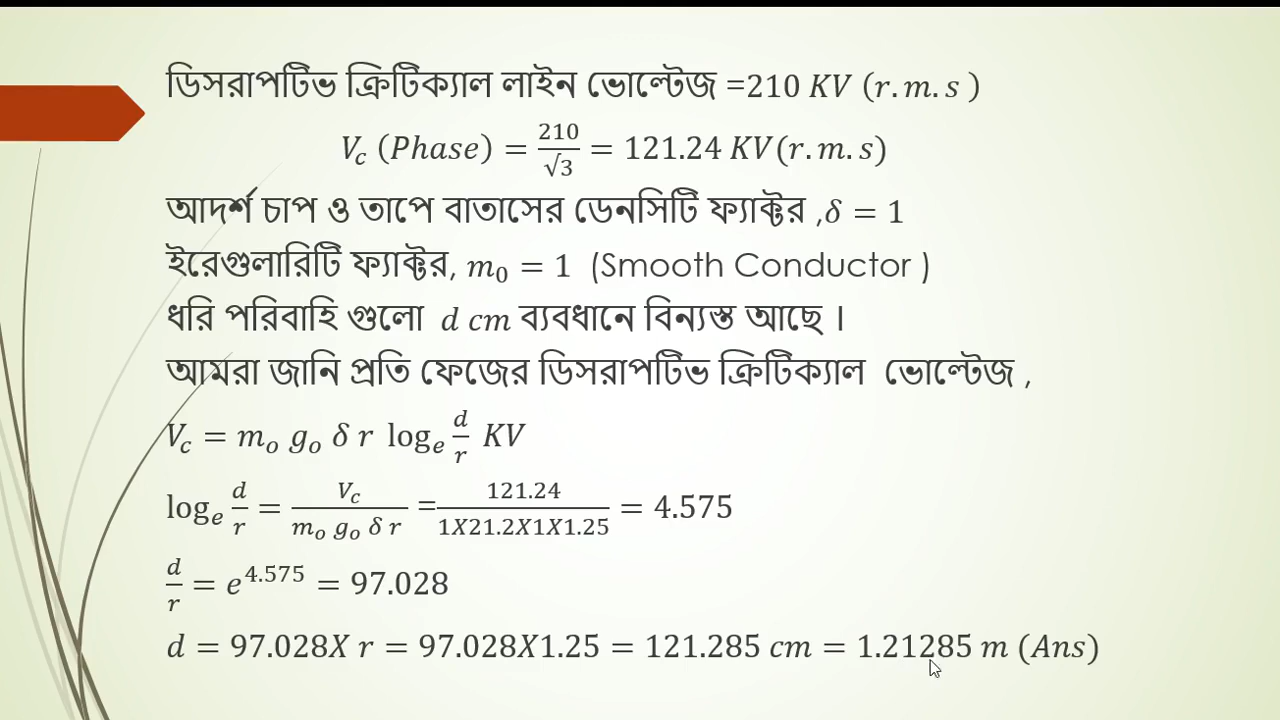 ডিসরাপটিভ ক্রিটিক্যাল লাইন ভোল্টেজ =210 KV (r.m.s )
V_c (Phase) = 210/√3 = 121.24 KV(r.m.s)
আদর্শ চাপ ও তাপে বাতাসের ডেনসিটি ফ্যাক্টর ,δ = 1
ইরেগুলারিটি ফ্যাক্টর, m_0 = 1 (Smooth Conductor )
ধরি পরিবাহি গুলো d cm ব্যবধানে বিন্যস্ত আছে ।
আমরা জানি প্রতি ফেজের ডিসরাপটিভ ক্রিটিক্যাল ভোল্টেজ ,
V_c = m_o g_o δ r log_e d/r KV
log_e d/r = V_c/(m_o g_o δ r) = 121.24/(1X21.2X1X1.25) = 4.575
d/r = e^4.575 = 97.028
d = 97.028X r = 97.028X1.25 = 121.285 cm = 1.21285 m (Ans)